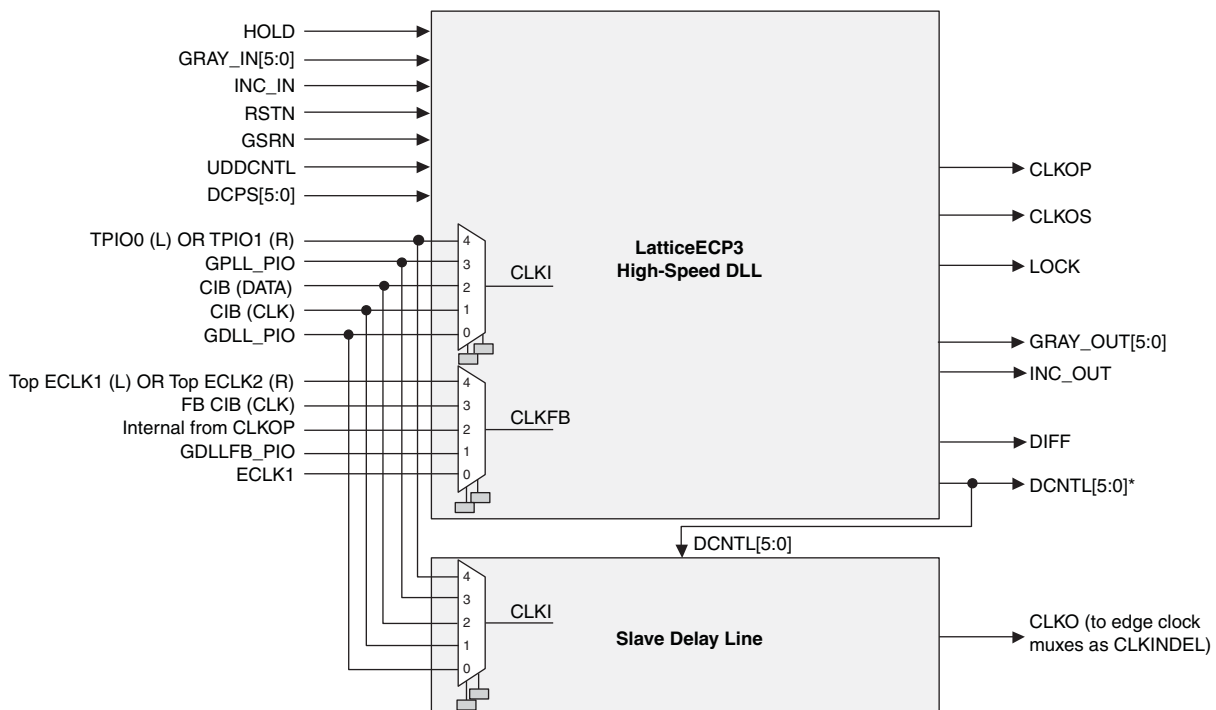 HOLD
GRAY_IN[5:0]
INC_IN
RSTN
GSRN
UDDCNTL
DCPS[5:0]
TPIO0 (L) OR TPIO1 (R)
GPLL_PIO
CIB (DATA)
CIB (CLK)
GDLL_PIO
4
3
2
1
0
CLKI
Top ECLK1 (L) OR Top ECLK2 (R)
FB CIB (CLK)
Internal from CLKOP
GDLLFB_PIO
ECLK1
4
3
2
1
0
CLKFB
LatticeECP3
High-Speed DLL
CLKOP
CLKOS
LOCK
GRAY_OUT[5:0]
INC_OUT
DIFF
DCNTL[5:0]*
DCNTL[5:0]
4
3
2
1
0
CLKI
Slave Delay Line
CLKO (to edge clock
muxes as CLKINDEL)